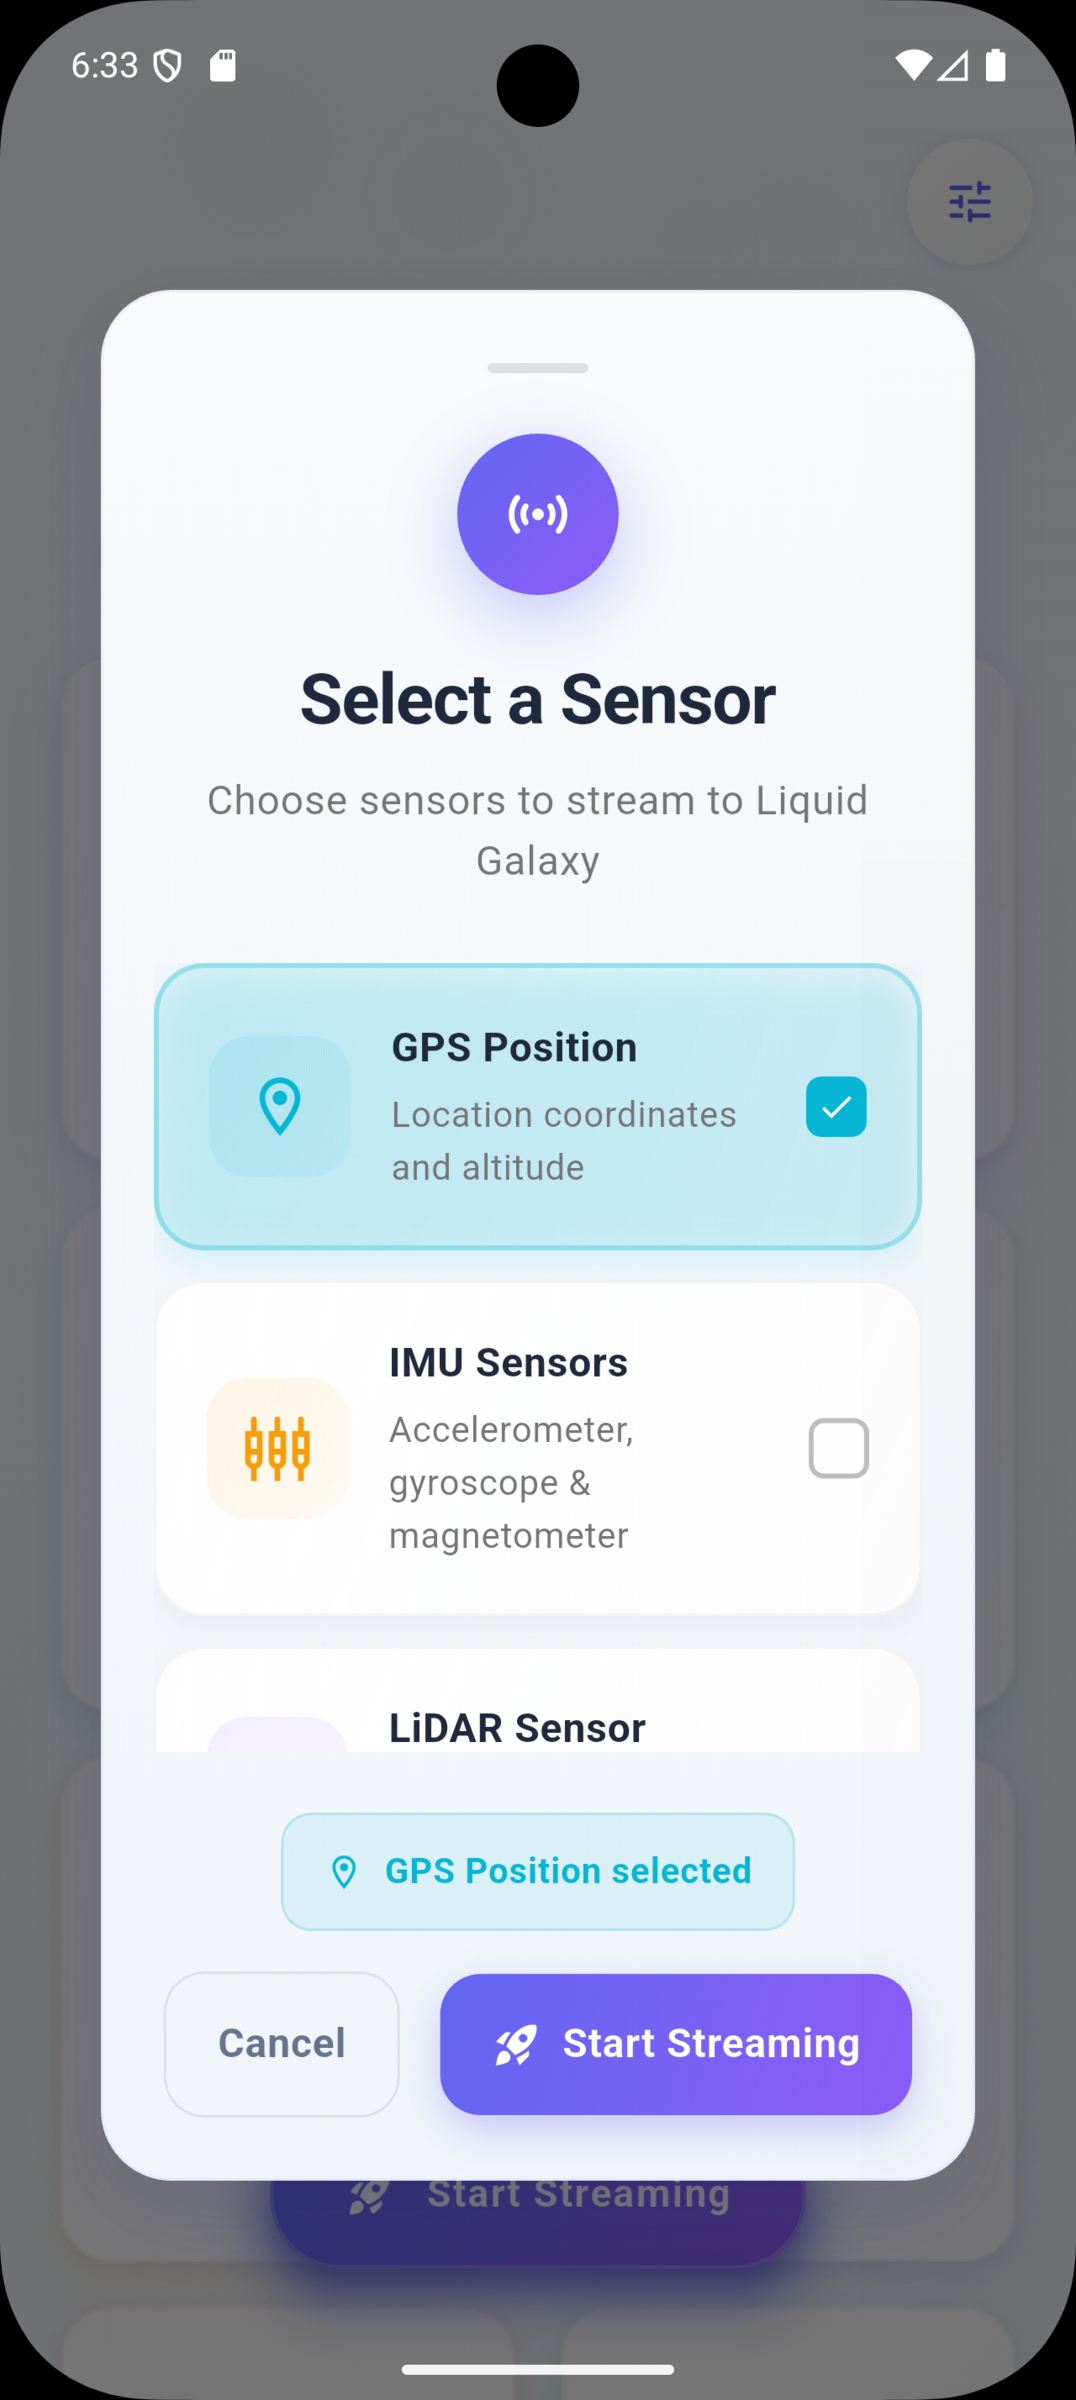 6:33
Select a Sensor
Choose sensors to stream to Liquid
Galaxy
GPS Position
Location coordinates
and altitude
IMU Sensors
Accelerometer,
gyroscope &
magnetometer
LiDAR Sensor
GPS Position selected
Cancel
Start Streaming
Start Streaming